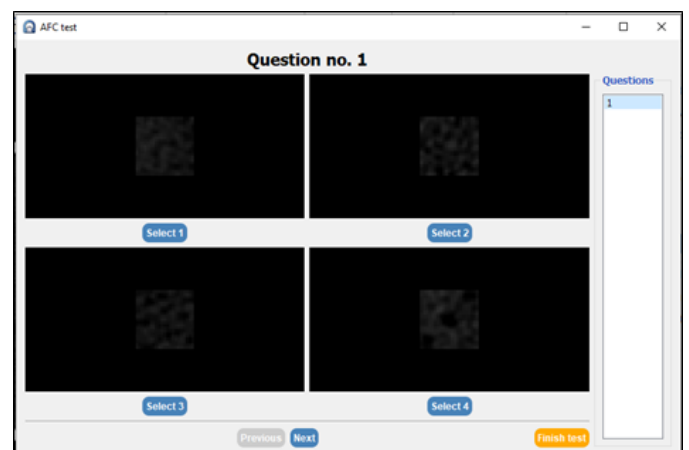 AFC test
Question no. 1
Questions
1
Select 1
Select 2
Select 3
Select 4
Previous
Next
Finish test